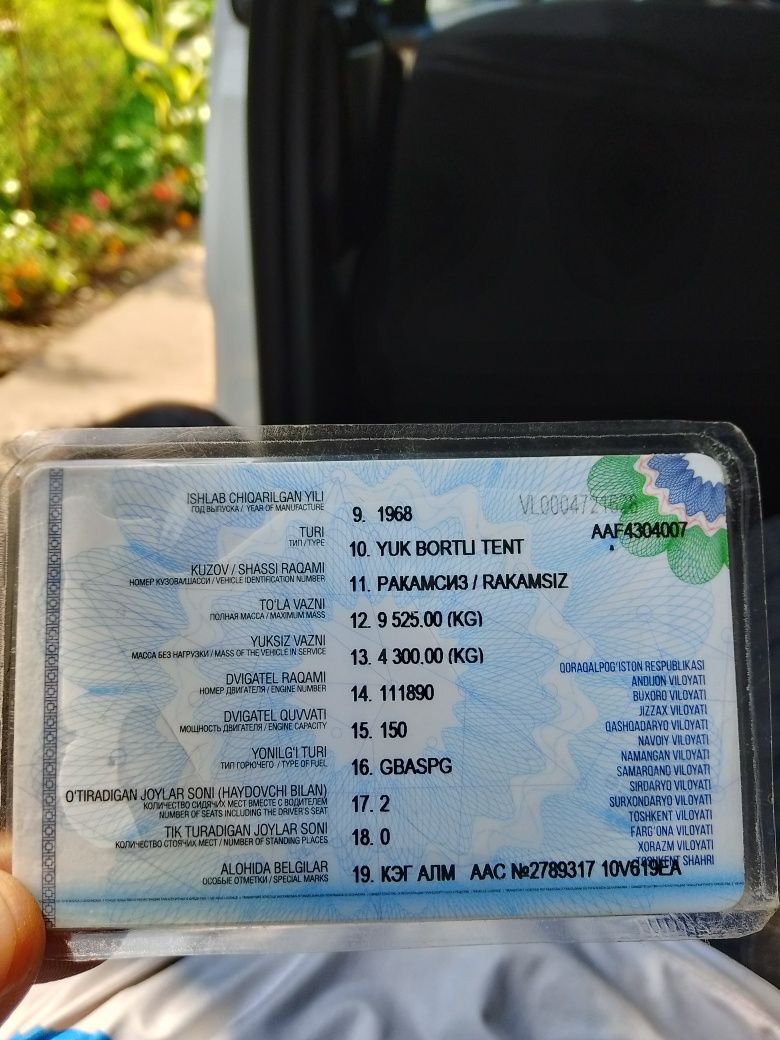 VL0004721628
AAF4304007
ISHLAB CHIQARILGAN YILI
ГОД ВЫПУСКА / YEAR OF MANUFACTURE
9. 1968
TURI
ТИП / TYPE
10. YUK BORTLI TENT
KUZOV / SHASSI RAQAMI
НОМЕР КУЗОВА/ШАССИ / VEHICLE IDENTIFICATION NUMBER
11. РАКАМСИЗ / RAKAMSIZ
TO'LA VAZNI
ПОЛНАЯ МАССА / MAXIMUM MASS
12. 9 525.00 (KG)
YUKSIZ VAZNI
МАССА БЕЗ НАГРУЗКИ / MASS OF THE VEHICLE IN SERVICE
13. 4 300.00 (KG)
DVIGATEL RAQAMI
НОМЕР ДВИГАТЕЛЯ / ENGINE NUMBER
14. 111890
DVIGATEL QUVVATI
МОЩНОСТЬ ДВИГАТЕЛЯ / ENGINE CAPACITY
15. 150
YONILG'I TURI
ТИП ГОРЮЧЕГО / TYPE OF FUEL
16. GBASPG
O'TIRADIGAN JOYLAR SONI (HAYDOVCHI BILAN)
КОЛИЧЕСТВО СИДЯЧИХ МЕСТ ВМЕСТЕ С ВОДИТЕЛЕМ
NUMBER OF SEATS INCLUDING THE DRIVER'S SEAT
17. 2
TIK TURADIGAN JOYLAR SONI
КОЛИЧЕСТВО СТОЯЧИХ МЕСТ / NUMBER OF STANDING PLACES
18. 0
ALOHIDA BELGILAR
ОСОБЫЕ ОТМЕТКИ / SPECIAL MARKS
19. КЭГ АЛМ ААС №2789317 10V619EA
QORAQALPOG'ISTON RESPUBLIKASI
ANDIJON VILOYATI
BUXORO VILOYATI
JIZZAX VILOYATI
QASHQADARYO VILOYATI
NAVOIY VILOYATI
NAMANGAN VILOYATI
SAMARQAND VILOYATI
SIRDARYO VILOYATI
SURXONDARYO VILOYATI
TOSHKENT VILOYATI
FARG'ONA VILOYATI
XORAZM VILOYATI
TOSHKENT SHAHRI